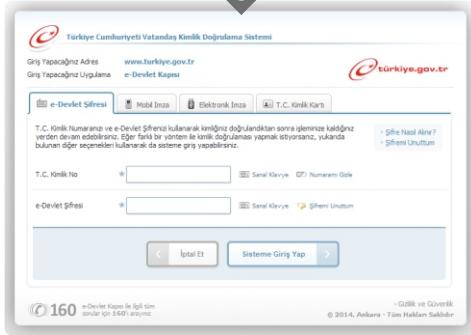 Türkiye Cumhuriyeti Vatandaş Kimlik Doğrulama Sistemi
Giriş Yapacağınız Adres www.turkiye.gov.tr
Giriş Yapacağınız Uygulama e-Devlet Kapısı
türkiye.gov.tr
e-Devlet Şifresi Mobil İmza Elektronik İmza T.C. Kimlik Kartı
T.C. Kimlik Numaranızı ve e-Devlet Şifrenizi kullanarak kimliğiniz doğrulandıktan sonra işleminize kaldığınız
yerden devam edebilirsiniz. Eğer farklı bir yöntem ile kimlik doğrulaması yapmak istiyorsanız, yukarıda
bulunan diğer seçenekleri kullanarak da sisteme giriş yapabilirsiniz.
Şifre Nasıl Alınır?
Şifremi Unuttum
T.C. Kimlik No * Sanal Klavye Numaramı Gizle
e-Devlet Şifresi * Sanal Klavye Şifremi Unuttum
İptal Et Sisteme Giriş Yap
160 e-Devlet Kapısı ile ilgili tüm
sorular için 160'ı arayınız
Gizlilik ve Güvenlik
© 2014, Ankara - Tüm Hakları Saklıdır